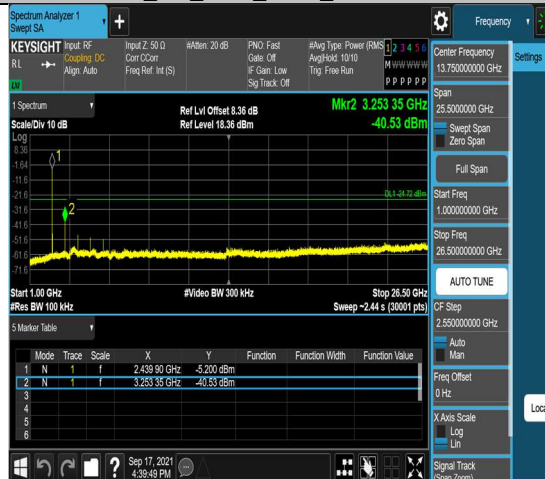 Spectrum Analyzer 1
Swept SA
+
Frequency
KEYSIGHT
RL
Input: RF
Coupling: DC
Align: Auto
Input Z: 50 Ω
Corr CCorr
Freq Ref: Int (S)
#Atten: 20 dB
PNO: Fast
Gate: Off
IF Gain: Low
Sig Track: Off
#Avg Type: Power (RMS
Avg|Hold: 10/10
Trig: Free Run
1 2 3 4 5 6
M W W W W W
P P P P P P
1 Spectrum
Scale/Div 10 dB
Ref Lvl Offset 8.36 dB
Ref Level 18.36 dBm
Mkr2 3.253 35 GHz
-40.53 dBm
Log
8.36
-1.64
-11.6
-21.6
-31.6
-41.6
-51.6
-61.6
-71.6
1
2
DL1 -24.72 dBm
Start 1.00 GHz
#Res BW 100 kHz
#Video BW 300 kHz
Stop 26.50 GHz
Sweep ~2.44 s (30001 pts)
5 Marker Table
Mode Trace Scale X Y Function Function Width Function Value
1 N 1 f 2.439 90 GHz -5.200 dBm
2 N 1 f 3.253 35 GHz -40.53 dBm
3
4
5
6
Sep 17, 2021
4:39:49 PM
Center Frequency
13.750000000 GHz
Settings
Span
25.5000000 GHz
Swept Span
Zero Span
Full Span
Start Freq
1.000000000 GHz
Stop Freq
26.500000000 GHz
AUTO TUNE
CF Step
2.550000000 GHz
Auto
Man
Freq Offset
0 Hz
X Axis Scale
Log
Lin
Signal Track
(Span Zoom)
Loca